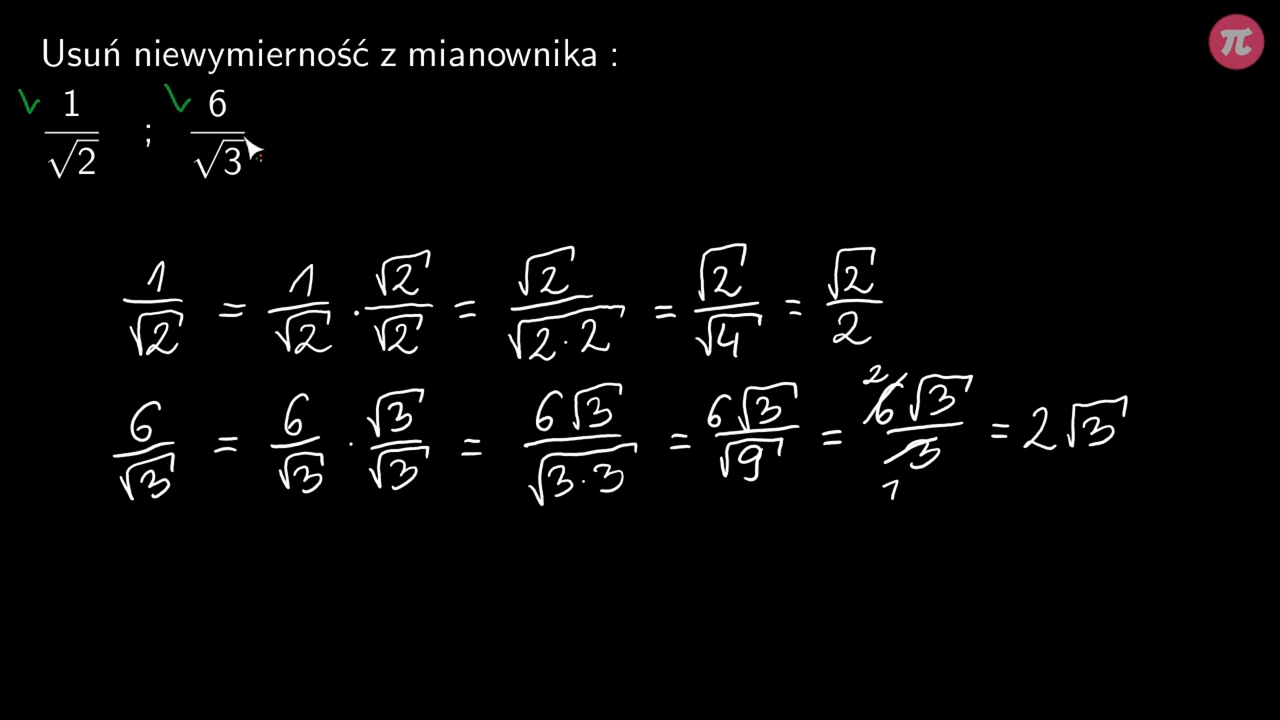 Usuń niewymierność z mianownika :
1/√2 ; 6/√3
1/√2 = 1/√2 · √2/√2 = √2/√(2·2) = √2/√4 = √2/2
6/√3 = 6/√3 · √3/√3 = 6√3/√(3·3) = 6√3/√9 = 2 6√3/3 1 = 2√3
π